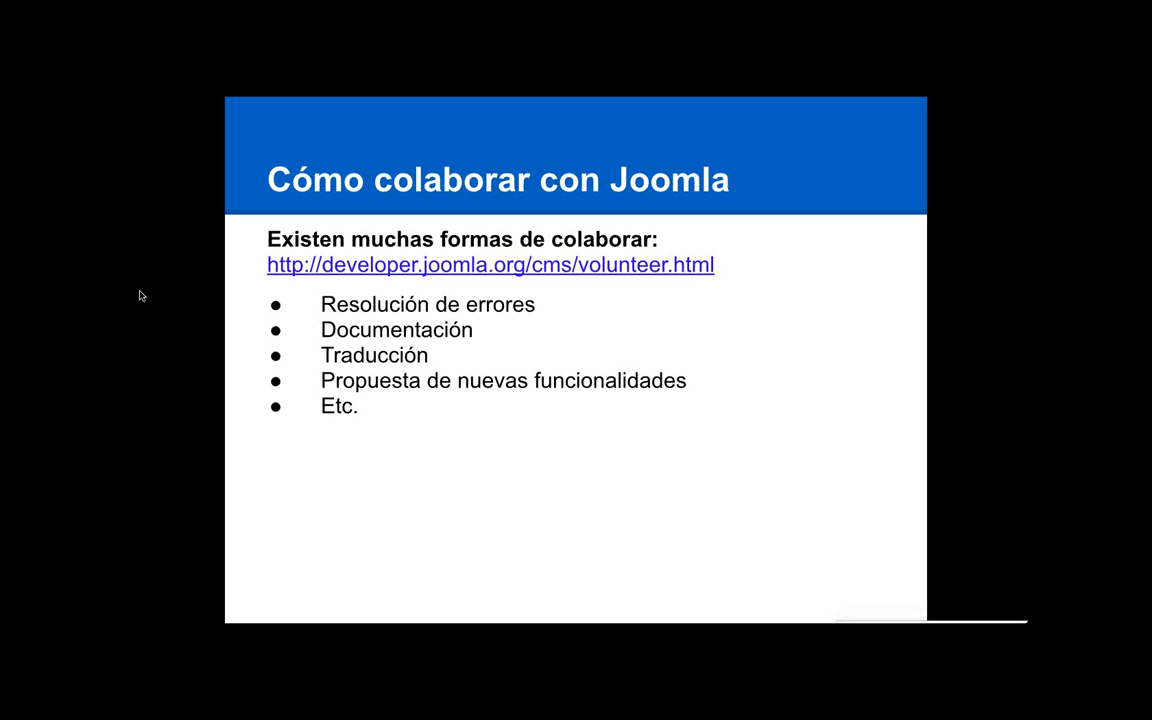 Cómo colaborar con Joomla
Existen muchas formas de colaborar:
http://developer.joomla.org/cms/volunteer.html
● Resolución de errores
● Documentación
● Traducción
● Propuesta de nuevas funcionalidades
● Etc.